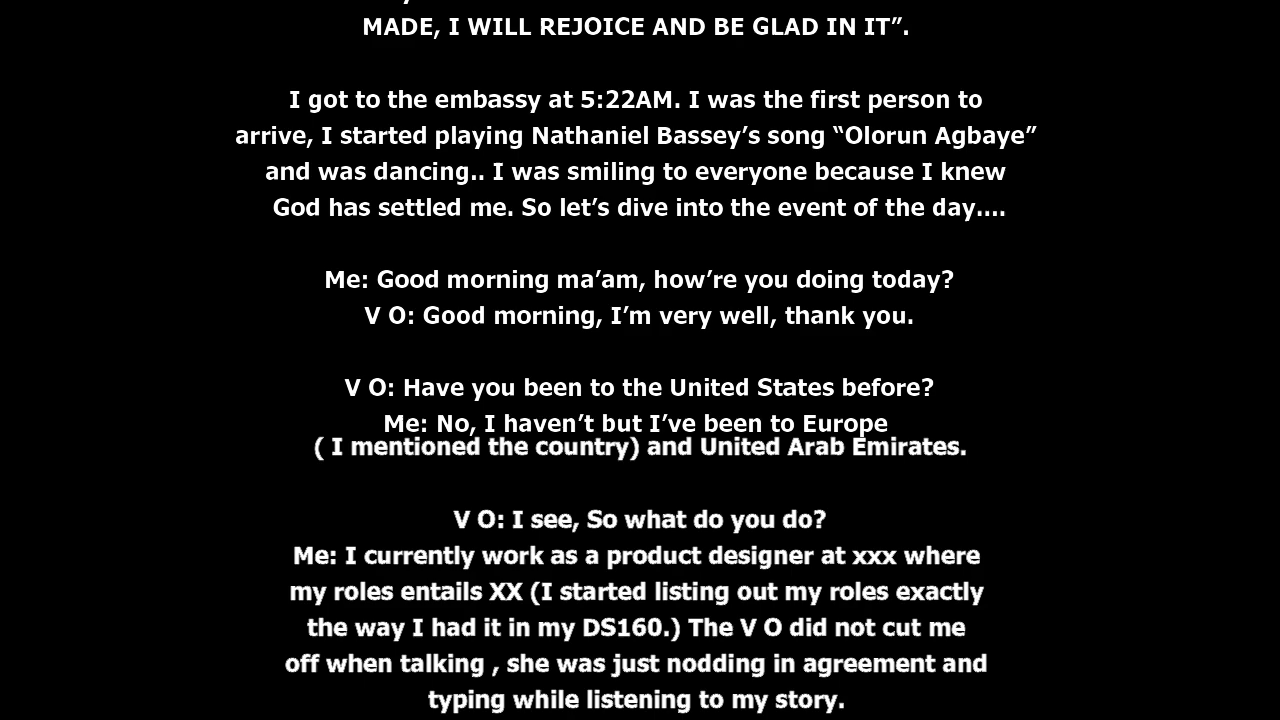 MADE, I WILL REJOICE AND BE GLAD IN IT”.
I got to the embassy at 5:22AM. I was the first person to
arrive, I started playing Nathaniel Bassey’s song “Olorun Agbaye”
and was dancing.. I was smiling to everyone because I knew
God has settled me. So let’s dive into the event of the day....
Me: Good morning ma’am, how’re you doing today?
V O: Good morning, I’m very well, thank you.
V O: Have you been to the United States before?
Me: No, I haven’t but I’ve been to Europe
( I mentioned the country) and United Arab Emirates.
V O: I see, So what do you do?
Me: I currently work as a product designer at xxx where
my roles entails XX (I started listing out my roles exactly
the way I had it in my DS160.) The V O did not cut me
off when talking , she was just nodding in agreement and
typing while listening to my story.